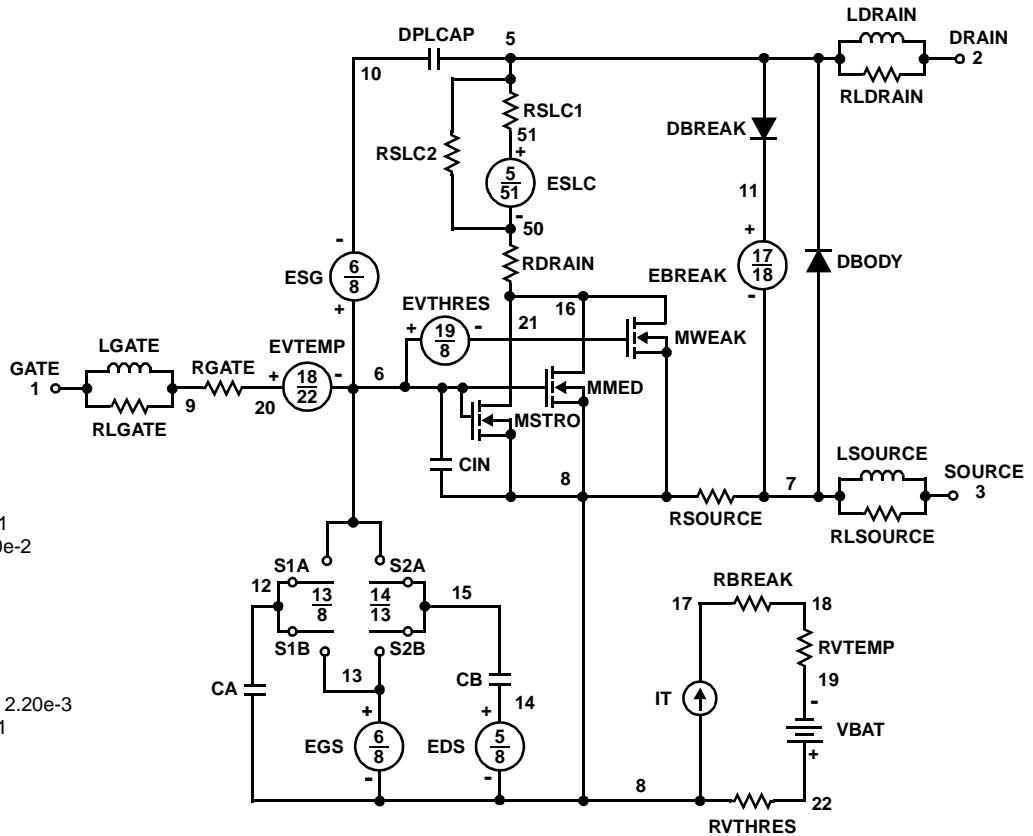 LDRAIN
DPLCAP 5 DRAIN
10 2
RLDRAIN
RSLC1
DBREAK
51
RSLC2 +
5
51
ESLC 11
-
50 +
-
RDRAIN 17
18
6
8
ESG EBREAK DBODY
+ EVTHRES 16 -
+ 19
8
- 21
MWEAK
LGATE EVTEMP
GATE RGATE + 18
22
- 6 MMED
1
9 20 MSTRO
RLGATE
LSOURCE
CIN 8 7 SOURCE
3
RSOURCE
1
RLSOURCE
e-2
S1A S2A
12 RBREAK
13
8
14
13
15 17 18
RVTEMP
S1B S2B
13 CB 19
CA IT -
2.20e-3 14
1 + + VBAT
EGS 6
8
EDS 5
8
+
- - 8
22
RVTHRES